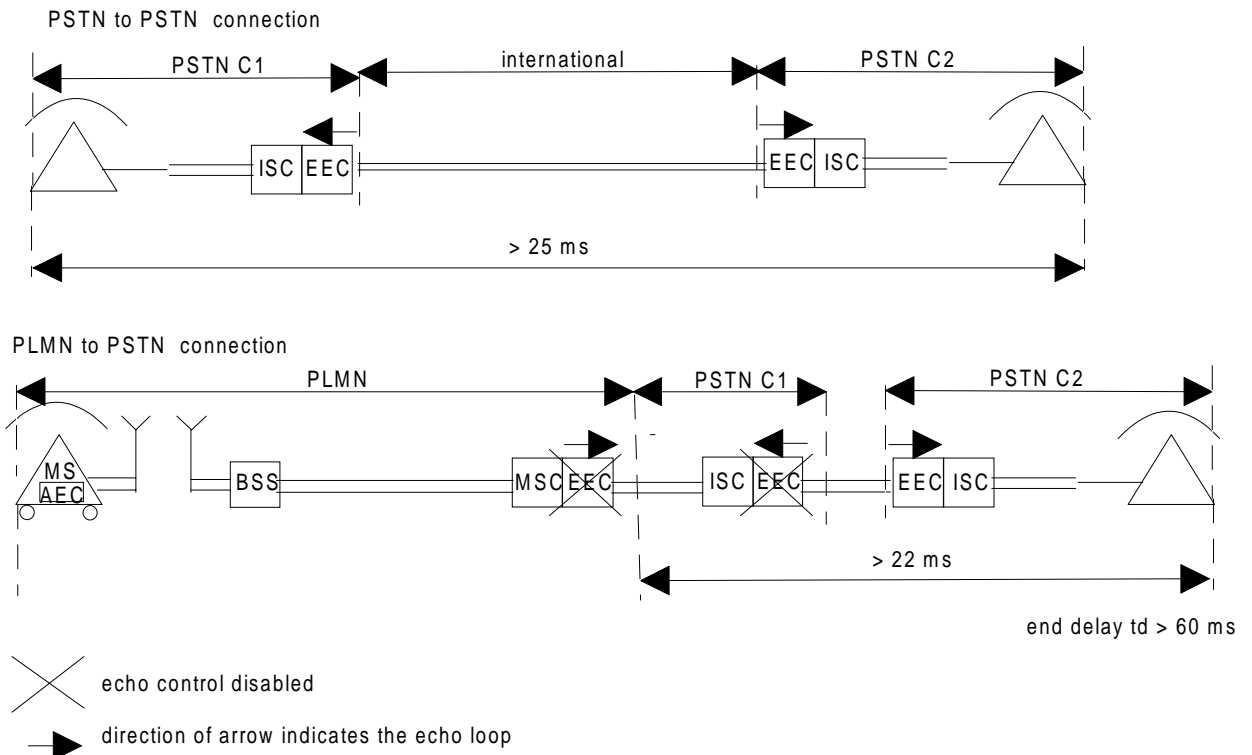 PSTN to PSTN connection
PSTN C1
international
PSTN C2
ISC EEC
EEC ISC
> 25 ms
PLMN to PSTN connection
PLMN
PSTN C1
PSTN C2
MS
AEC
BSS
MSC EEC
ISC EEC
EEC ISC
> 22 ms
end delay td > 60 ms
echo control disabled
direction of arrow indicates the echo loop